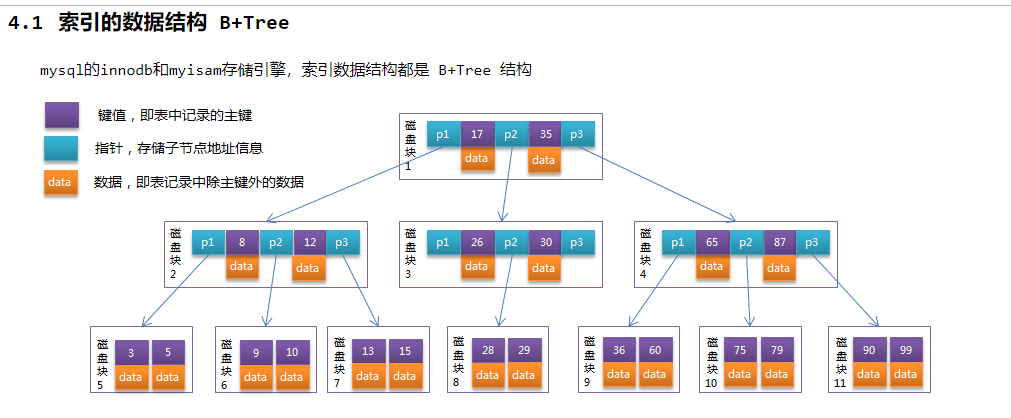 4.1 索引的数据结构 B+Tree
mysql的innodb和myisam存储引擎，索引数据结构都是 B+Tree 结构
键值，即表中记录的主键
指针，存储子节点地址信息
data 数据，即表记录中除主键外的数据
磁盘块1 p1 17 p2 35 p3
data data
磁盘块2 p1 8 p2 12 p3
data data
磁盘块3 p1 26 p2 30 p3
data data
磁盘块4 p1 65 p2 87 p3
data data
磁盘块5 3 5
data data
磁盘块6 9 10
data data
磁盘块7 13 15
data data
磁盘块8 28 29
data data
磁盘块9 36 60
data data
磁盘块10 75 79
data data
磁盘块11 90 99
data data